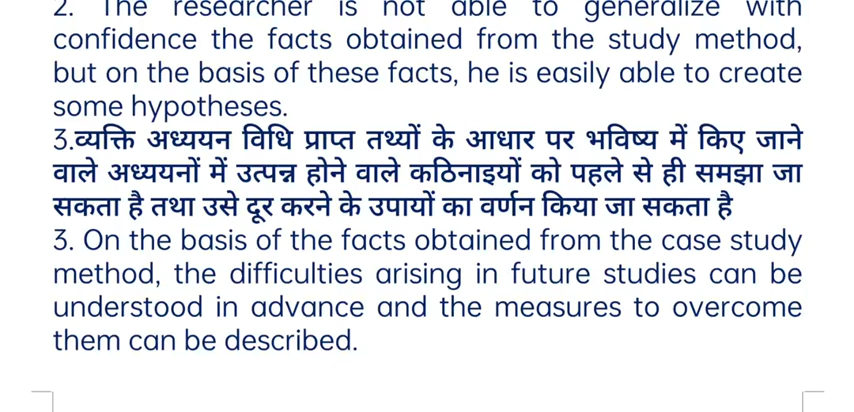 2. The researcher is not able to generalize with
confidence the facts obtained from the study method,
but on the basis of these facts, he is easily able to create
some hypotheses.
3.व्यक्ति अध्ययन विधि प्राप्त तथ्यों के आधार पर भविष्य में किए जाने
वाले अध्ययनों में उत्पन्न होने वाले कठिनाइयों को पहले से ही समझा जा
सकता है तथा उसे दूर करने के उपायों का वर्णन किया जा सकता है
3. On the basis of the facts obtained from the case study
method, the difficulties arising in future studies can be
understood in advance and the measures to overcome
them can be described.